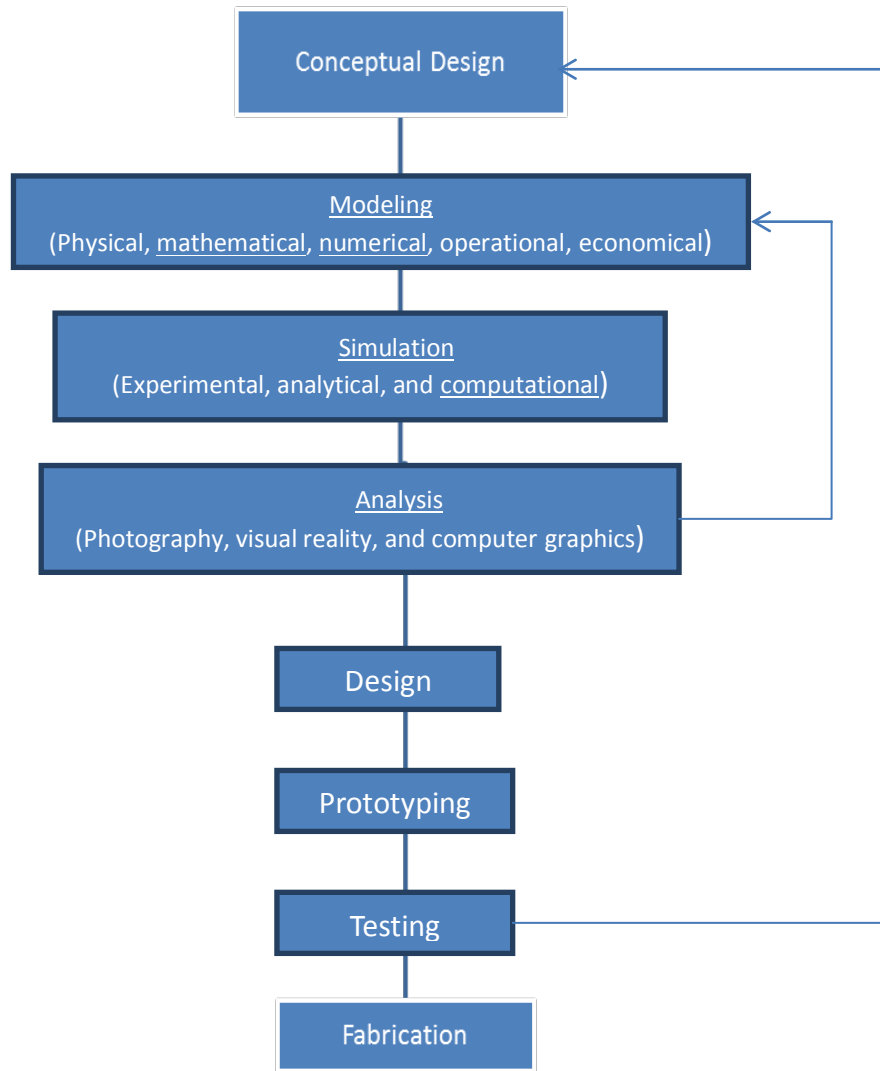 Conceptual Design
Modeling
(Physical, mathematical, numerical, operational, economical)
Simulation
(Experimental, analytical, and computational)
Analysis
(Photography, visual reality, and computer graphics)
Design
Prototyping
Testing
Fabrication